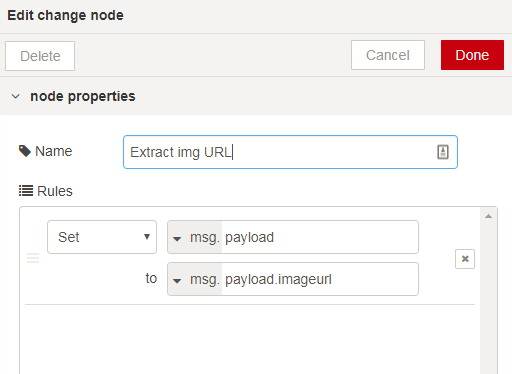 Edit change node
Delete Cancel Done
node properties
Name Extract img URL
Rules
Set msg. payload
to msg. payload.imageurl